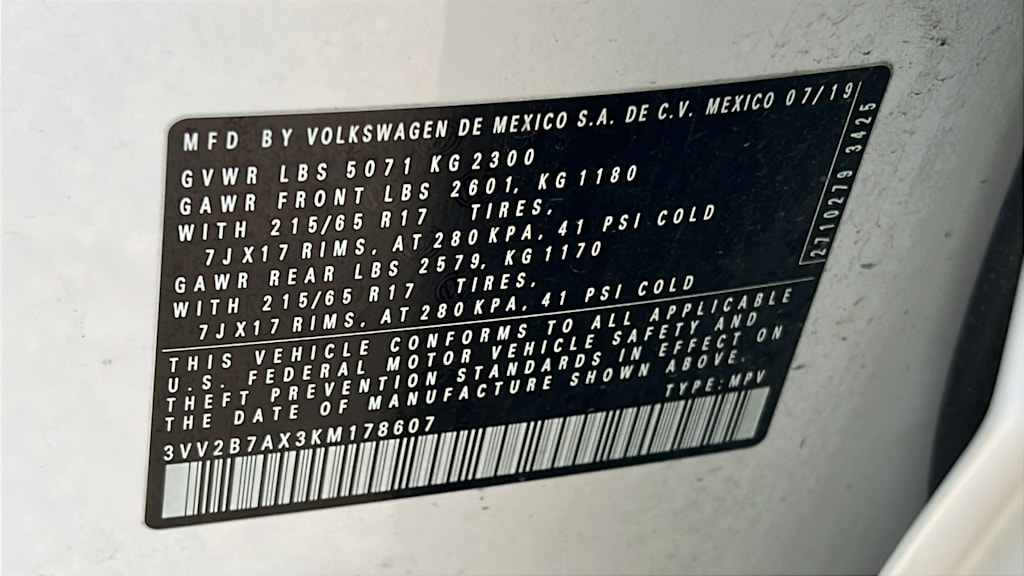 MFD BY VOLKSWAGEN DE MEXICO S.A. DE C.V. MEXICO 07/19
GVWR LBS 5071 KG 2300
GAWR FRONT LBS 2601, KG 1180
WITH 215/65 R17 TIRES,
7JX17 RIMS, AT 280 KPA, 41 PSI COLD
GAWR REAR LBS 2579, KG 1170
WITH 215/65 R17 TIRES,
7JX17 RIMS, AT 280 KPA, 41 PSI COLD
2710279 3425
THIS VEHICLE CONFORMS TO ALL APPLICABLE
U.S. FEDERAL MOTOR VEHICLE SAFETY AND
THEFT PREVENTION STANDARDS IN EFFECT ON
THE DATE OF MANUFACTURE SHOWN ABOVE.
TYPE: MPV
3VV2B7AX3KM178607